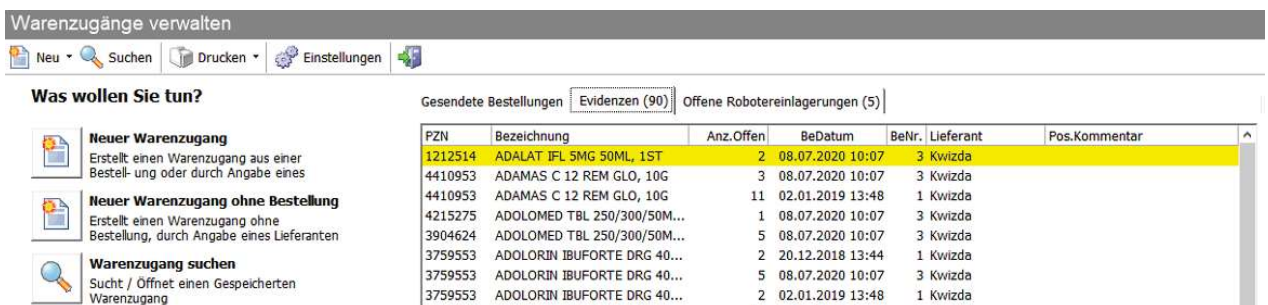 Warenzugänge verwalten
Neu Suchen Drucken Einstellungen
Was wollen Sie tun?
Neuer Warenzugang
Erstellt einen Warenzugang aus einer
Bestell- ung oder durch Angabe eines
Neuer Warenzugang ohne Bestellung
Erstellt einen Warenzugang ohne
Bestellung, durch Angabe eines Lieferanten
Warenzugang suchen
Sucht / Öffnet einen Gespeicherten
Warenzugang
Gesendete Bestellungen Evidenzen (90) Offene Robotereinlagerungen (5)
PZN Bezeichnung Anz.Offen BeDatum BeNr. Lieferant Pos.Kommentar
1212514 ADALAT IFL 5MG 50ML, 1ST 2 08.07.2020 10:07 3 Kwizda
4410953 ADAMAS C 12 REM GLO, 10G 3 08.07.2020 10:07 3 Kwizda
4410953 ADAMAS C 12 REM GLO, 10G 11 02.01.2019 13:48 1 Kwizda
4215275 ADOLOMED TBL 250/300/50M... 1 08.07.2020 10:07 3 Kwizda
3904624 ADOLOMED TBL 250/300/50M... 5 08.07.2020 10:07 3 Kwizda
3759553 ADOLORIN IBUFORTE DRG 40... 2 20.12.2018 13:44 1 Kwizda
3759553 ADOLORIN IBUFORTE DRG 40... 5 08.07.2020 10:07 3 Kwizda
3759553 ADOLORIN IBUFORTE DRG 40... 2 02.01.2019 13:48 1 Kwizda